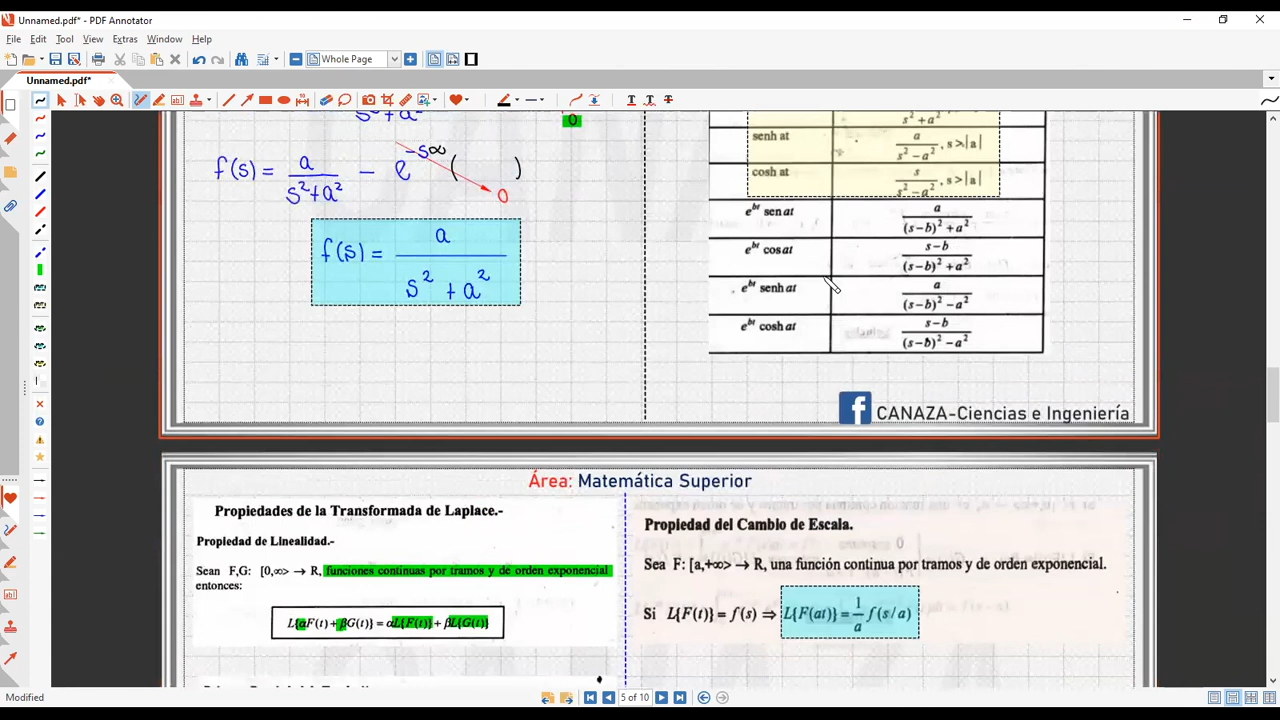 Unnamed.pdf* - PDF Annotator
File Edit Tool View Extras Window Help
Whole Page
Unnamed.pdf*
s² + a²
0
f(s) = a / (s² + a²) - e^(-s∞) ( )
0
f(s) = a / (s² + a²)
s² + a²
senh at a / (s² - a²), s > |a|
cosh at s / (s² - a²), s > |a|
e^(bt) sen at a / ((s-b)² + a²)
e^(bt) cos at s-b / ((s-b)² + a²)
e^(bt) senh at a / ((s-b)² - a²)
e^(bt) cosh at s-b / ((s-b)² - a²)
f CANAZA-Ciencias e Ingeniería
Área: Matemática Superior
Propiedades de la Transformada de Laplace.-
Propiedad de Linealidad.-
Sean F,G: [0,∞> → R, funciones continuas por tramos y de orden exponencial
entonces:
L{αF(t)+βG(t)} = αL{F(t)} + βL{G(t)}
Propiedad del Cambio de Escala.
Sea F: [a,+∞> → R, una función continua por tramos y de orden exponencial.
Si L{F(t)} = f(s) ⇒ L{F(at)} = 1/a f(s/a)
Modified
5 of 10